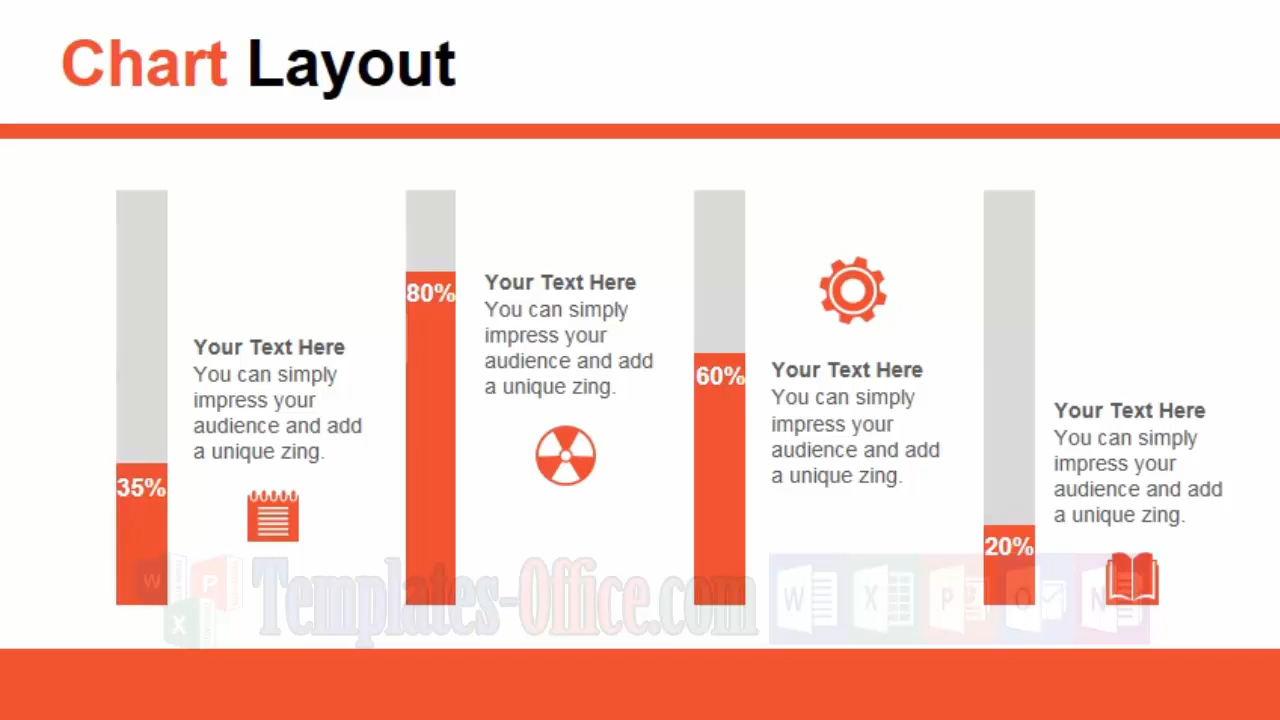 Chart Layout
35%
Your Text Here
You can simply
impress your
audience and add
a unique zing.
80%
Your Text Here
You can simply
impress your
audience and add
a unique zing.
60%
Your Text Here
You can simply
impress your
audience and add
a unique zing.
20%
Your Text Here
You can simply
impress your
audience and add
a unique zing.
W P X Templates-Office.com W X P O N